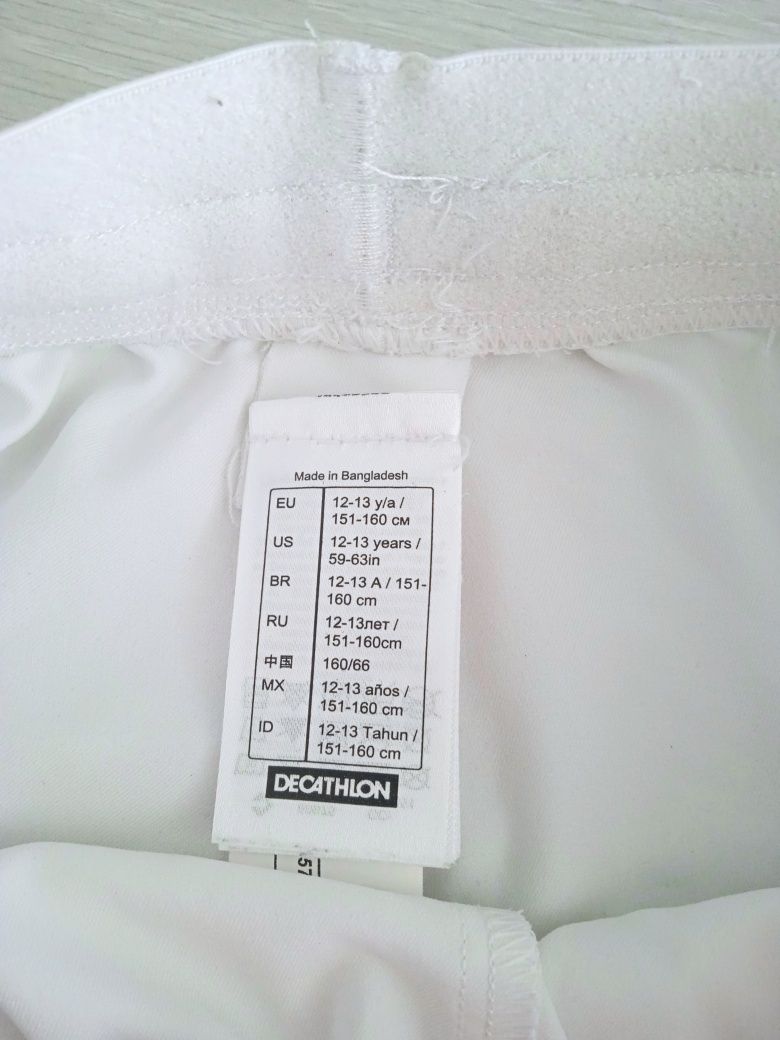 Made in Bangladesh
EU 12-13 y/a /
151-160 см
US 12-13 years /
59-63in
BR 12-13 A / 151-
160 cm
RU 12-13лет /
151-160cm
中国 160/66
MX 12-13 años /
151-160 cm
ID 12-13 Tahun /
151-160 cm
DECATHLON
57